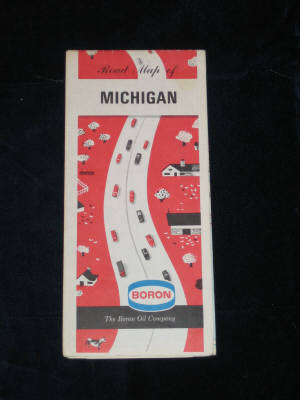 Road Map of
MICHIGAN
BORON
The Boron Oil Company